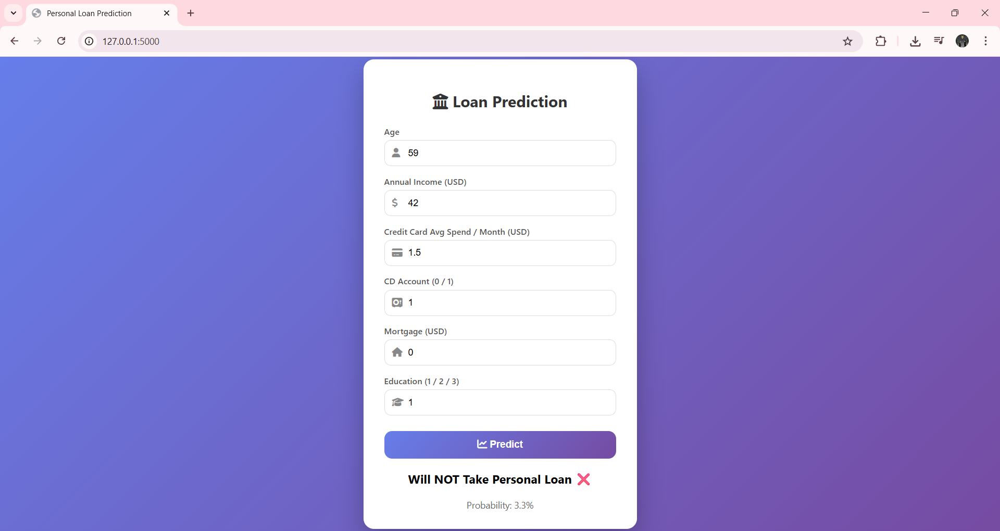 Personal Loan Prediction
127.0.0.1:5000
Loan Prediction
Age
59
Annual Income (USD)
$ 42
Credit Card Avg Spend / Month (USD)
1.5
CD Account (0 / 1)
1
Mortgage (USD)
0
Education (1 / 2 / 3)
1
Predict
Will NOT Take Personal Loan ❌
Probability: 3.3%